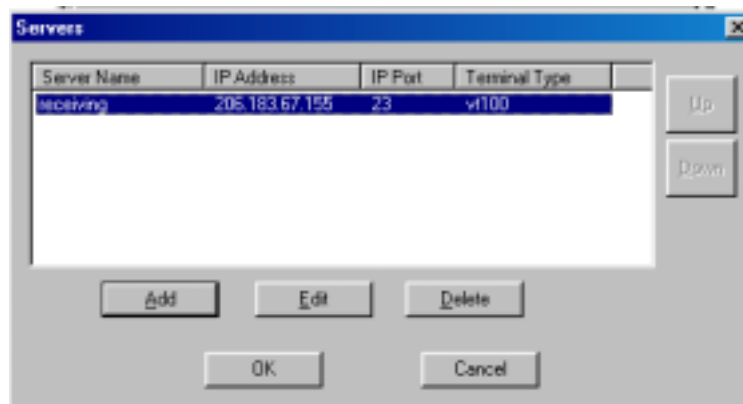 Servers
Server Name IP Address IP Port Terminal Type
receiving 206.183.67.155 23 vt100
Up
Down
Add Edit Delete
OK Cancel